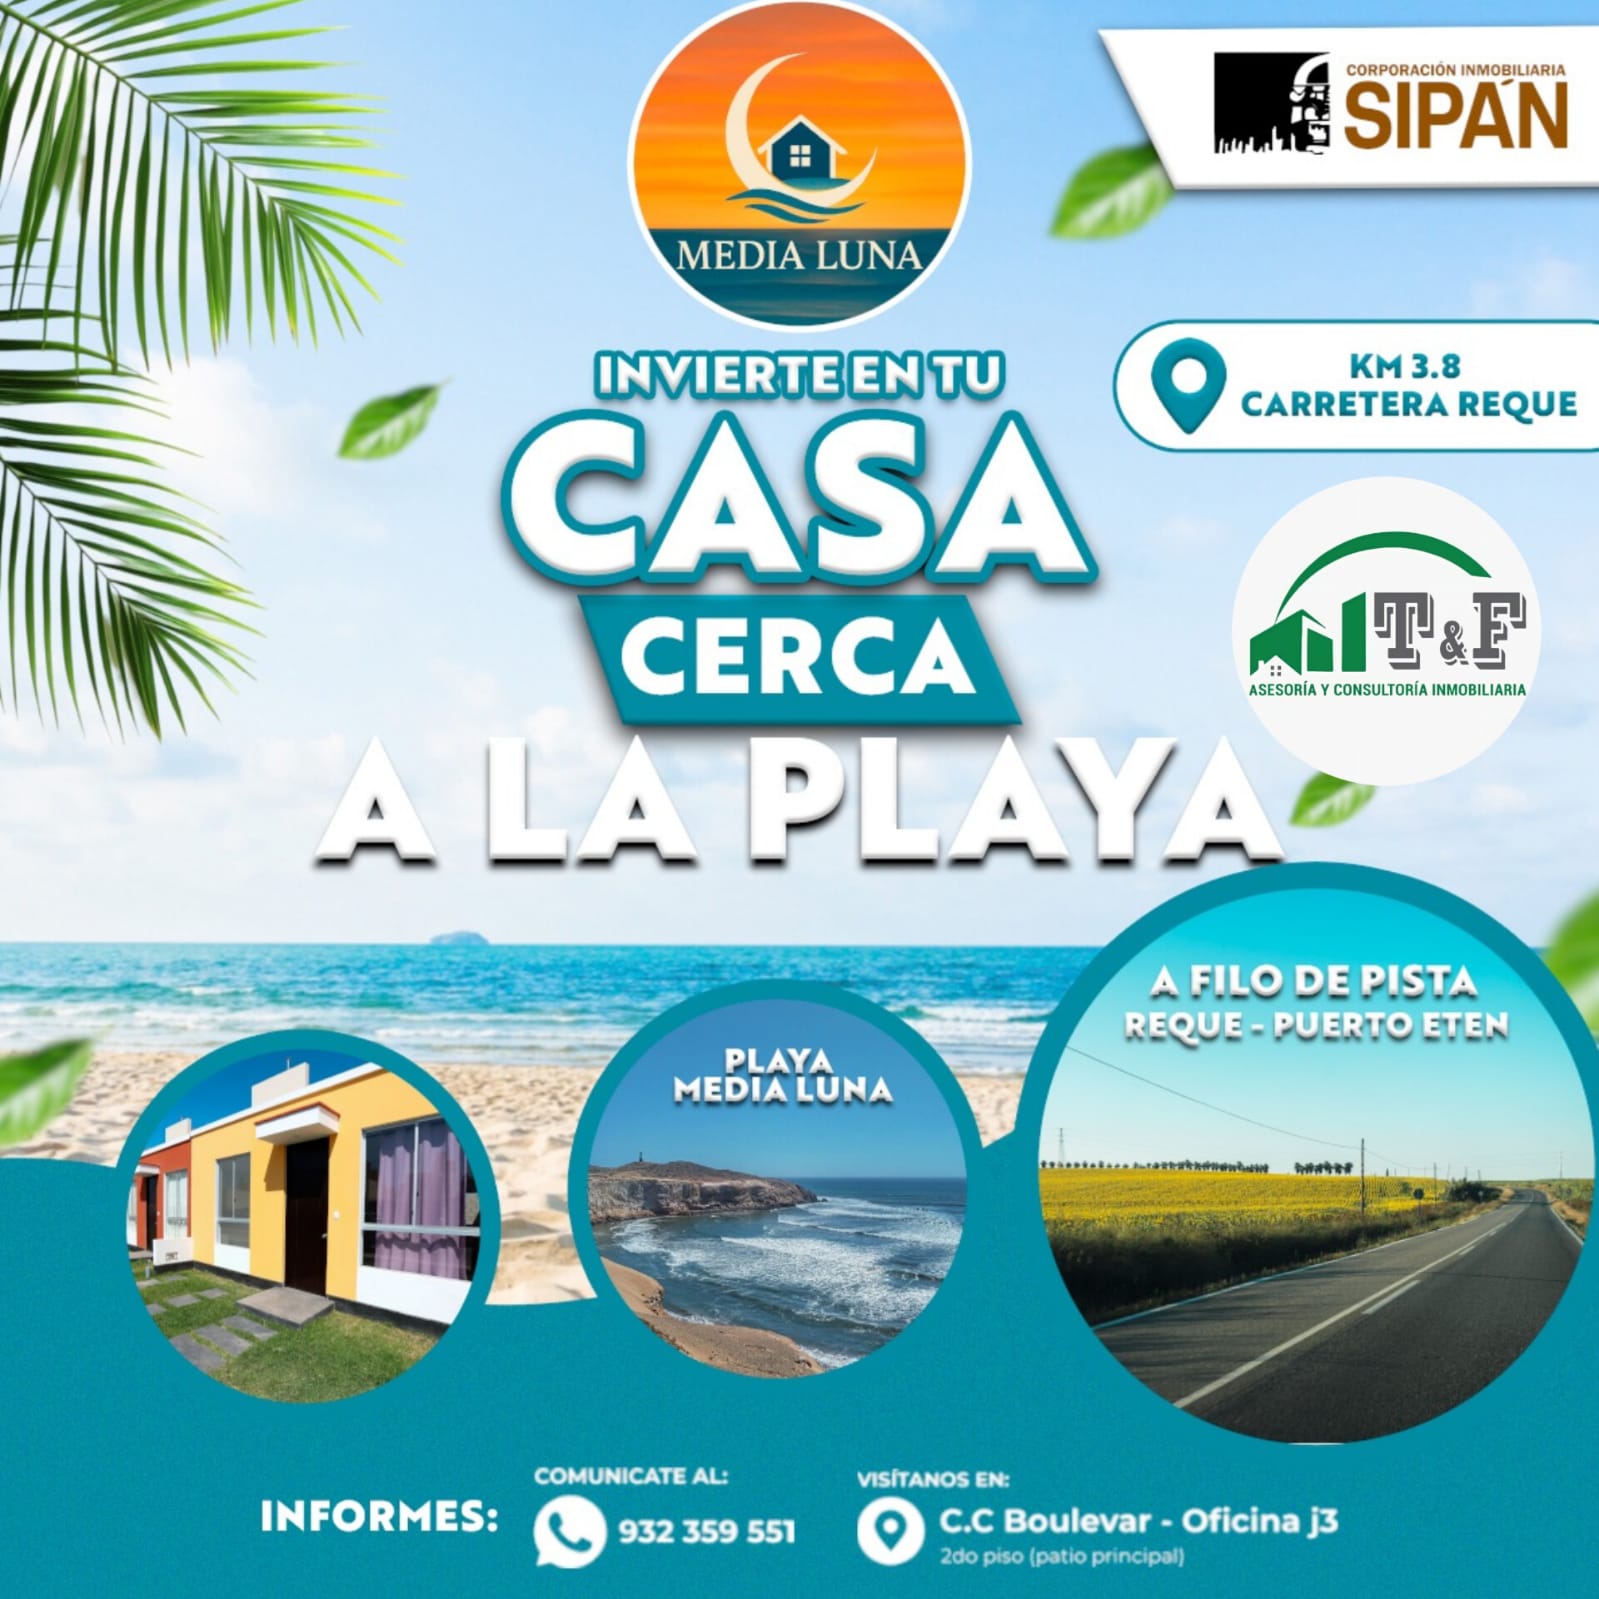 MEDIA LUNA
CORPORACIÓN INMOBILIARIA
SIPÁN
INVIERTE EN TU
CASA
CERCA
A LA PLAYA
KM 3.8
CARRETERA REQUE
T&F
ASESORÍA Y CONSULTORÍA INMOBILIARIA
A FILO DE PISTA
REQUE - PUERTO ETEN
PLAYA
MEDIA LUNA
INFORMES:
COMUNICATE AL:
932 359 551
VISÍTANOS EN:
C.C Boulevar - Oficina j3
2do piso (patio principal)